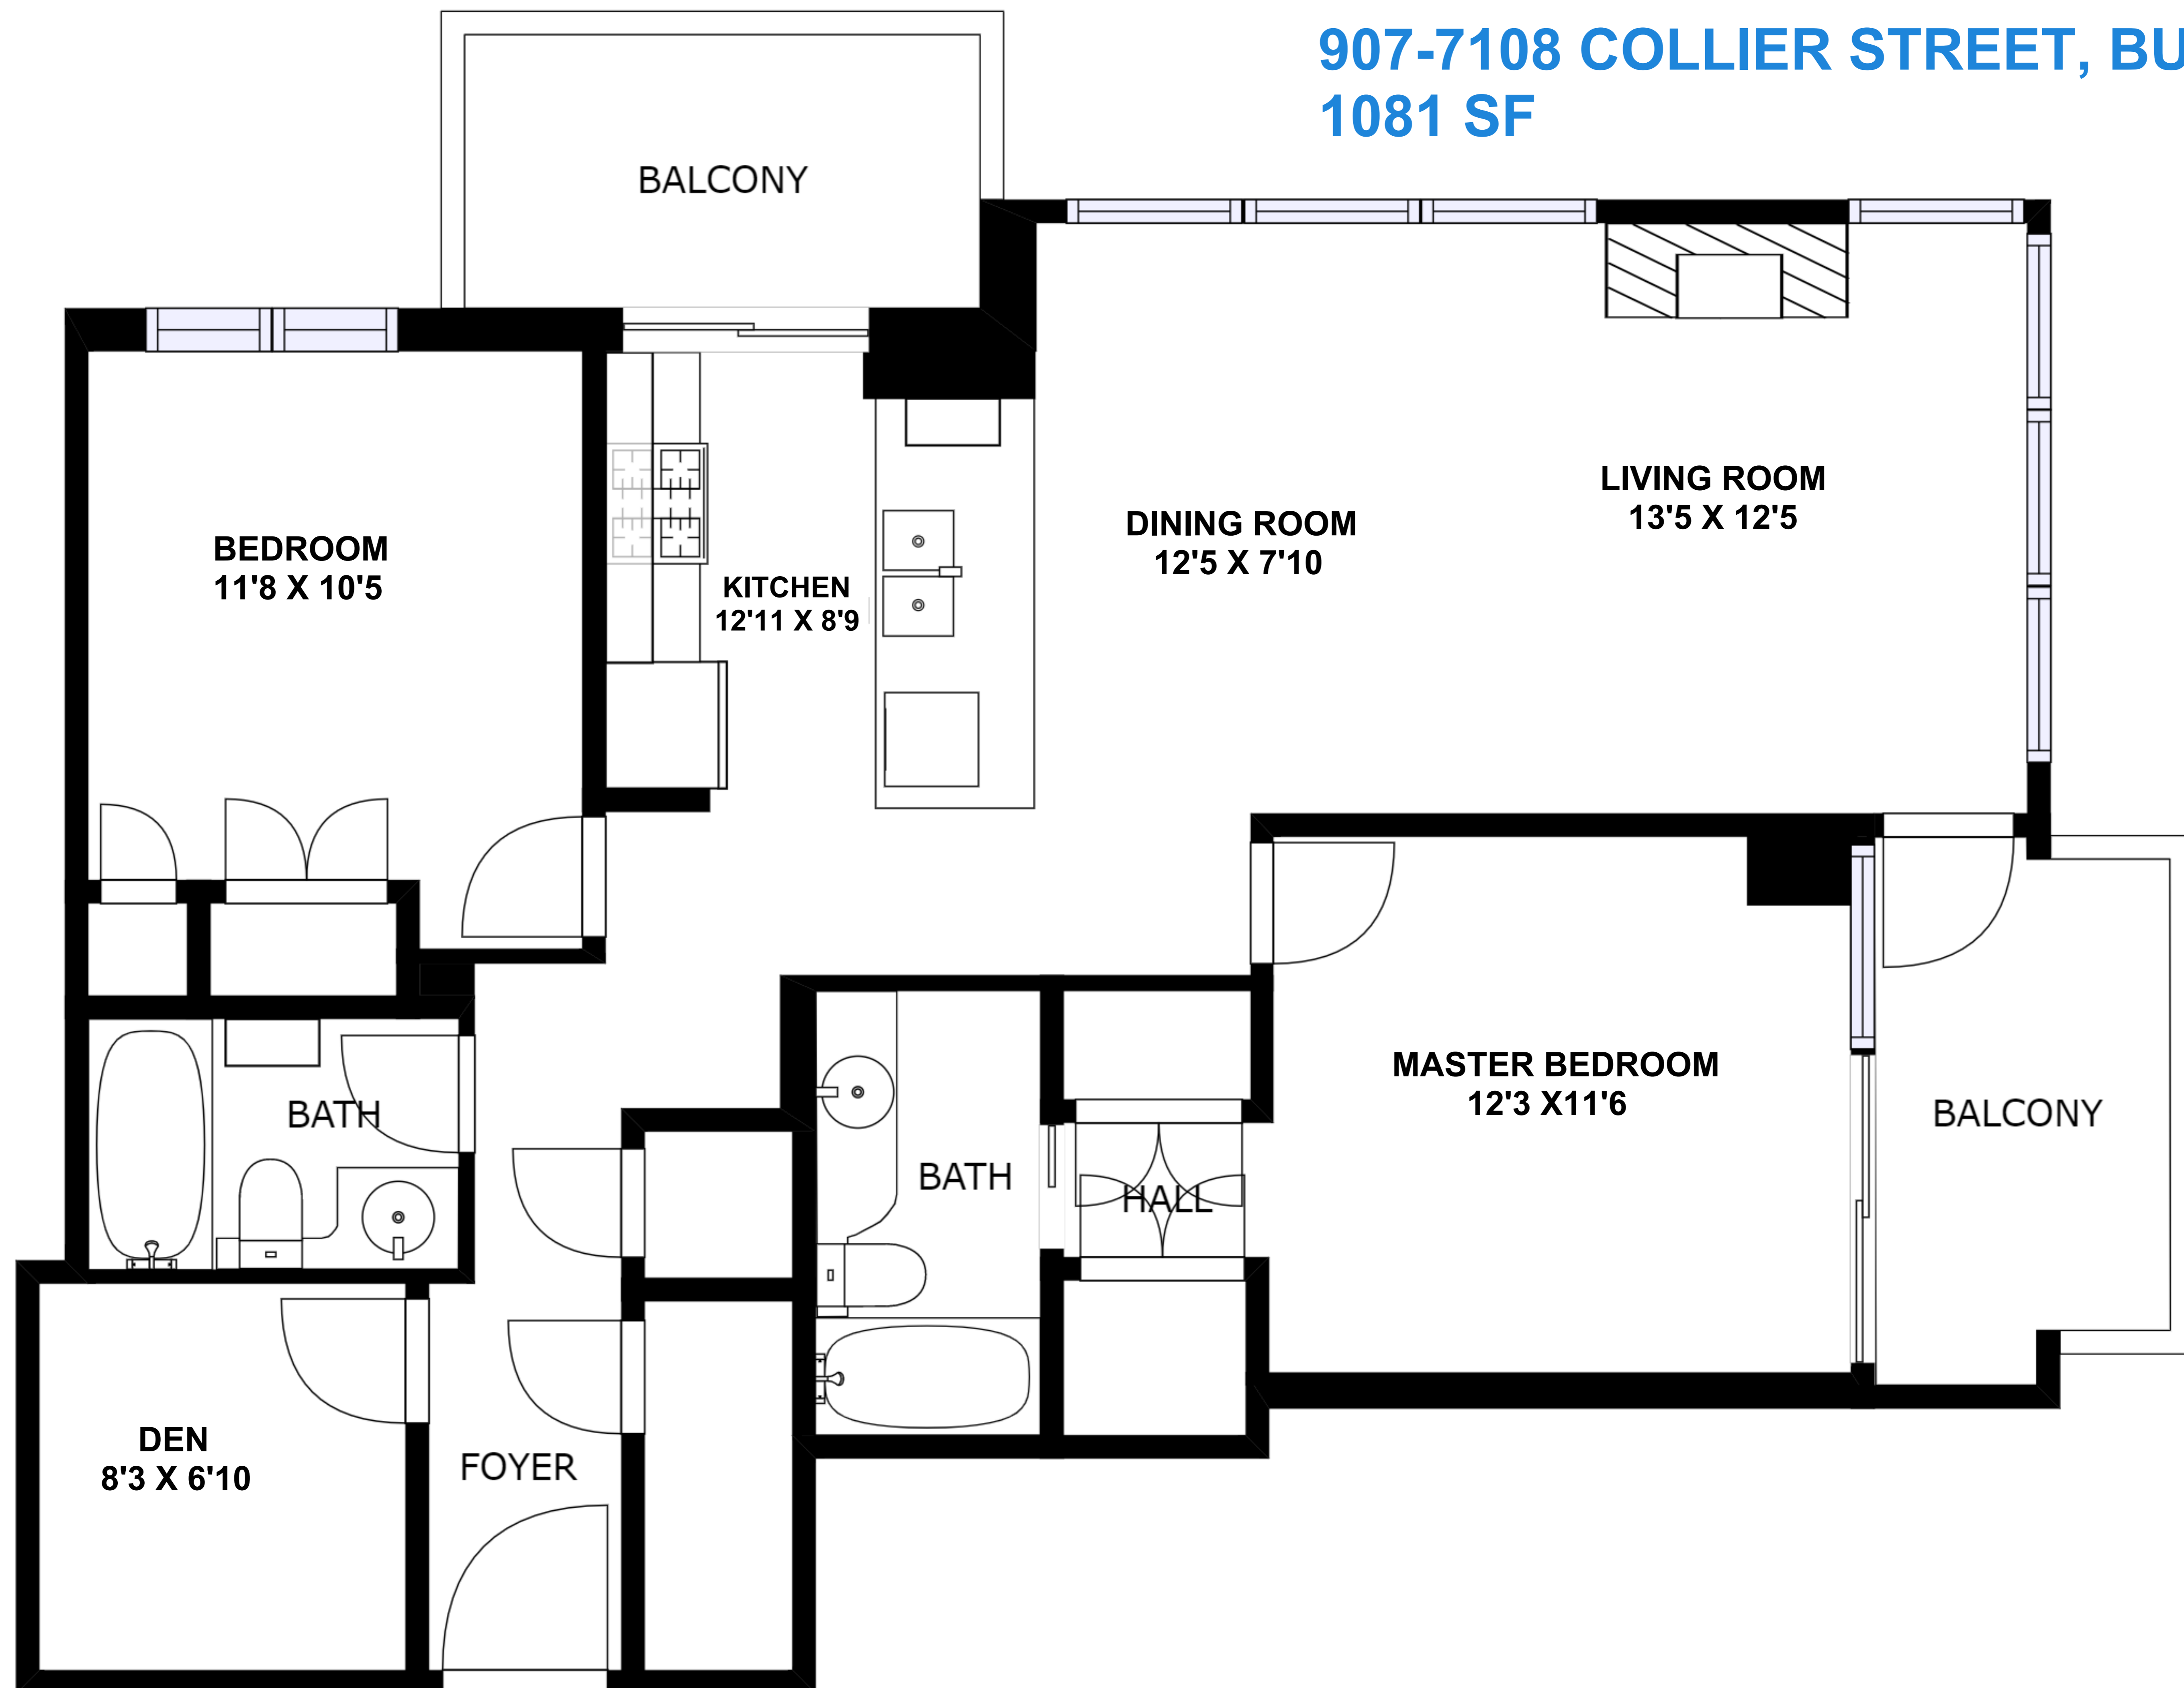 907-7108 COLLIER STREET, BU
1081 SF
BALCONY
LIVING ROOM
13'5 X 12'5
DINING ROOM
12'5 X 7'10
BEDROOM
11'8 X 10'5
KITCHEN
12'11 X 8'9
MASTER BEDROOM
12'3 X11'6
BATH
BALCONY
BATH
HALL
DEN
8'3 X 6'10
FOYER